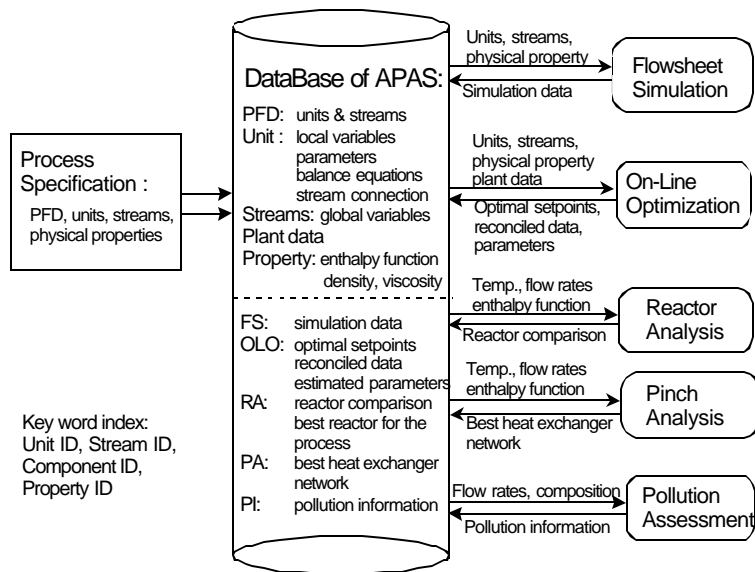 Process
Specification :
PFD, units, streams,
physical properties
Key word index:
Unit ID, Stream ID,
Component ID,
Property ID
DataBase of APAS:
PFD: units & streams
Unit : local variables
parameters
balance equations
stream connection
Streams: global variables
Plant data
Property: enthalpy function
density, viscosity
FS: simulation data
OLO: optimal setpoints
reconciled data
estimated parameters
RA: reactor comparison
best reactor for the
process
PA: best heat exchanger
network
PI: pollution information
Units, streams,
physical property
Simulation data
Flowsheet
Simulation
Units, streams,
physical property
plant data
Optimal setpoints,
reconciled data,
parameters
On-Line
Optimization
Temp., flow rates
enthalpy function
Reactor comparison
Reactor
Analysis
Temp., flow rates
enthalpy function
Best heat exchanger
network
Pinch
Analysis
Flow rates, composition
Pollution information
Pollution
Assessment